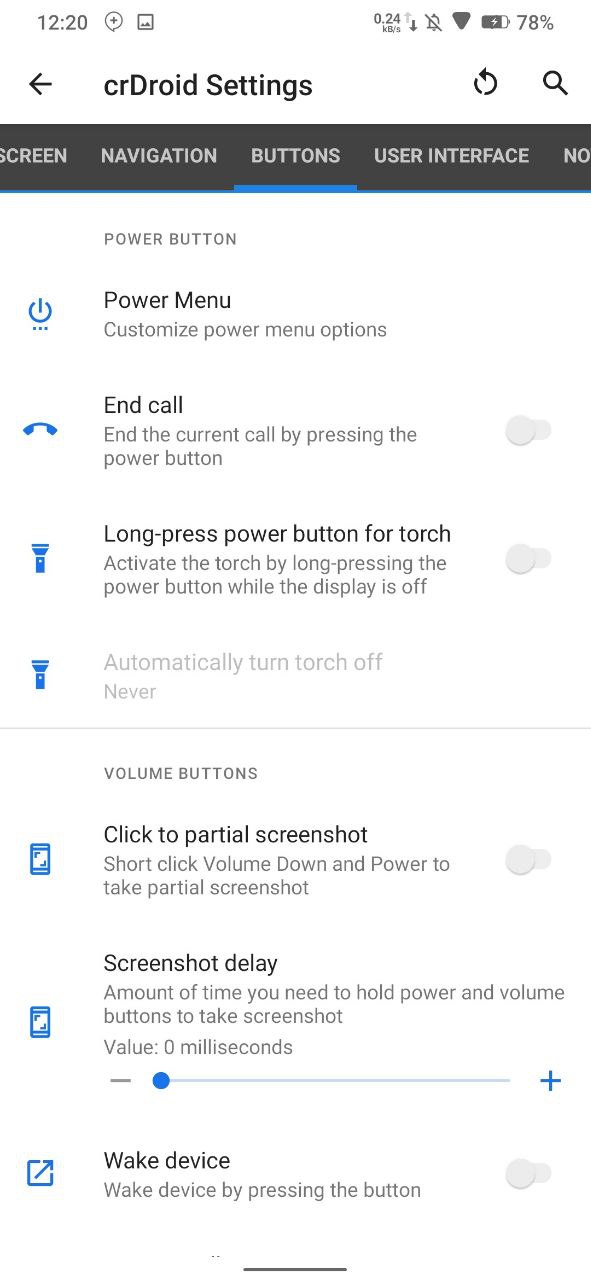 12:20
0.24
kB/s
78%
crDroid Settings
SCREEN NAVIGATION BUTTONS USER INTERFACE NO
POWER BUTTON
Power Menu
Customize power menu options
End call
End the current call by pressing the
power button
Long-press power button for torch
Activate the torch by long-pressing the
power button while the display is off
Automatically turn torch off
Never
VOLUME BUTTONS
Click to partial screenshot
Short click Volume Down and Power to
take partial screenshot
Screenshot delay
Amount of time you need to hold power and volume
buttons to take screenshot
Value: 0 milliseconds
Wake device
Wake device by pressing the button